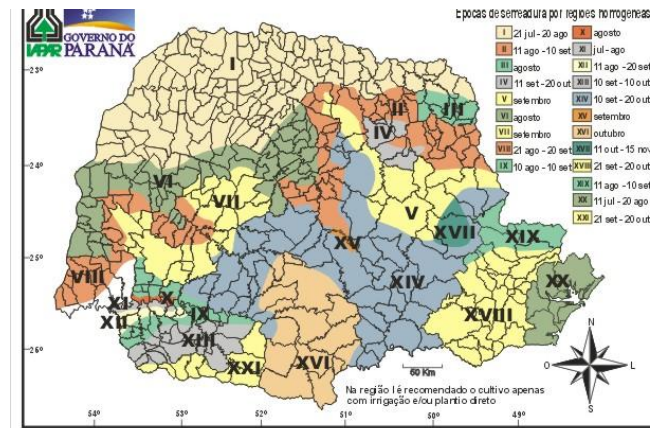 IAPAR
GOVERNO DO
PARANÁ
Epocas de semeadura por regiões homogeneas
I 21 jul - 20 ago
II 11 ago - 10 set
III agosto
IV 11 set - 20 out
V setembro
VI agosto
VII setembro
VIII 21 ago - 20 set
IX 10 ago - 10 set
X agosto
XI jul - ago
XII 11 ago - 20 set
XIII 10 set - 10 out
XIV 10 set - 20 out
XV setembro
XVI outubro
XVII 11 out - 15 nov
XVIII 21 set - 20 out
XIX 11 ago - 10 set
XX 11 jul - 20 ago
XXI 21 set - 20 out
23°
24°
25°
26°
I
II
III
IV
VI
VII
V
XVII
XV
XIX
VIII
XIV
XX
XI
X
XII
IX
XVIII
XIII
XVI
XXI
60 Km
N
O
L
S
Na região I é recomendado o cultivo apenas
com irrigação e/ou plantio direto
54°
53°
52°
51°
50°
49°